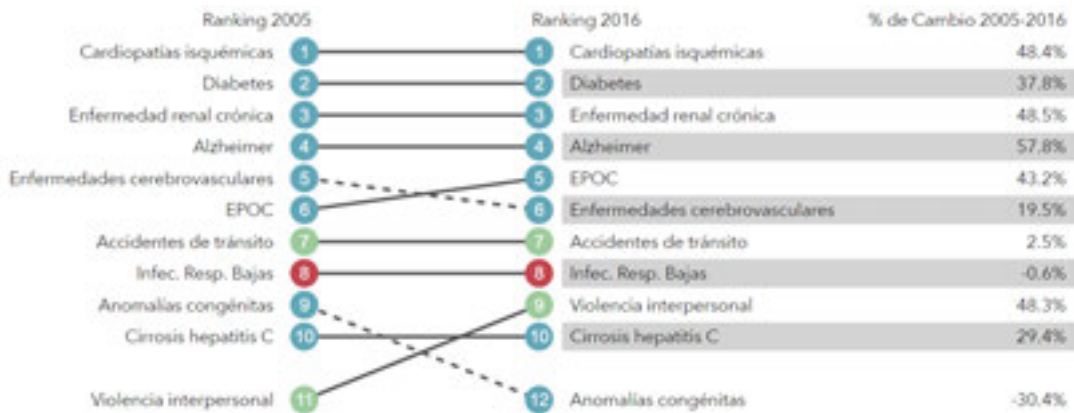 Ranking 2005 Ranking 2016 % de Cambio 2005-2016
Cardiopatías isquémicas 1 1 Cardiopatías isquémicas 48.4%
Diabetes 2 2 Diabetes 37.8%
Enfermedad renal crónica 3 3 Enfermedad renal crónica 48.5%
Alzheimer 4 4 Alzheimer 57.8%
Enfermedades cerebrovasculares 5 5 EPOC 43.2%
EPOC 6 6 Enfermedades cerebrovasculares 19.5%
Accidentes de tránsito 7 7 Accidentes de tránsito 2.5%
Infec. Resp. Bajas 8 8 Infec. Resp. Bajas -0.6%
Anomalías congénitas 9 9 Violencia interpersonal 48.3%
Cirrosis hepatitis C 10 10 Cirrosis hepatitis C 29.4%
Violencia interpersonal 11 12 Anomalías congénitas -30.4%